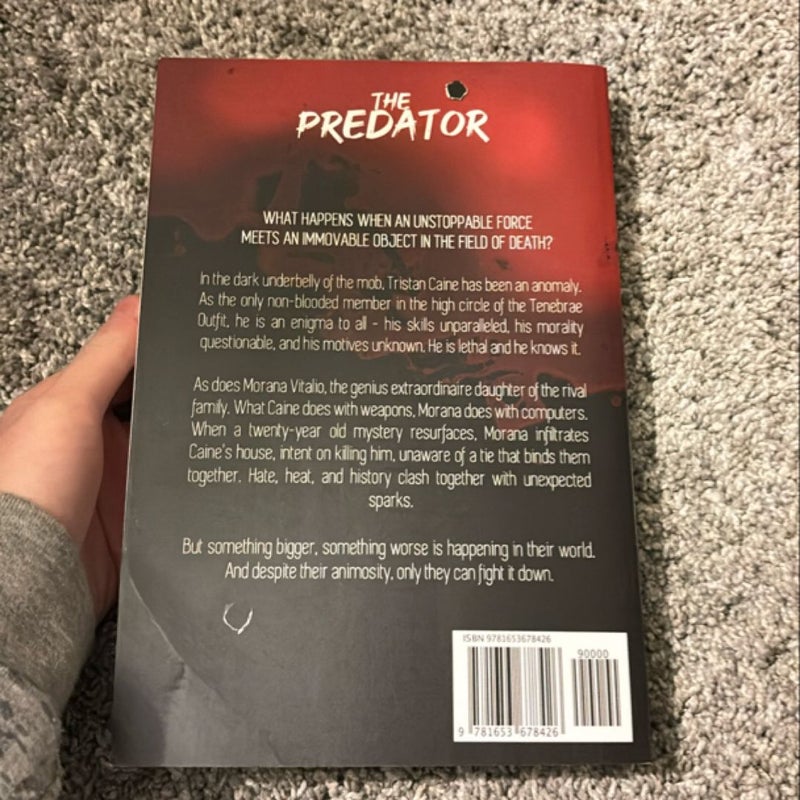 THE
PREDATOR
WHAT HAPPENS WHEN AN UNSTOPPABLE FORCE
MEETS AN IMMOVABLE OBJECT IN THE FIELD OF DEATH?
In the dark underbelly of the mob, Tristan Caine has been an anomaly.
As the only non-blooded member in the high circle of the Tenebrae
Outfit, he is an enigma to all - his skills unparalleled, his morality
questionable, and his motives unknown. He is lethal and he knows it.
As does Morana Vitalio, the genius extraordinaire daughter of the rival
family. What Caine does with weapons, Morana does with computers.
When a twenty-year old mystery resurfaces, Morana infiltrates
Caine's house, intent on killing him, unaware of a tie that binds them
together. Hate, heat, and history clash together with unexpected
sparks.
But something bigger, something worse is happening in their world.
And despite their animosity, only they can fight it down.
ISBN 9781653678426
90000
9 781653 678426